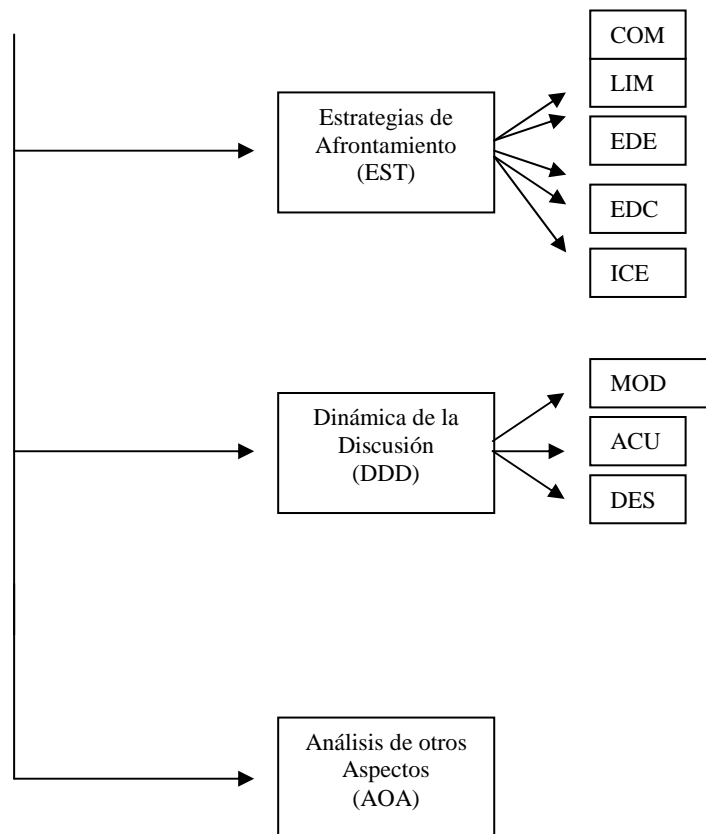 COM
LIM
Estrategias de
Afrontamiento
(EST)
EDE
EDC
ICE
MOD
Dinámica de la
Discusión
(DDD)
ACU
DES
Análisis de otros
Aspectos
(AOA)